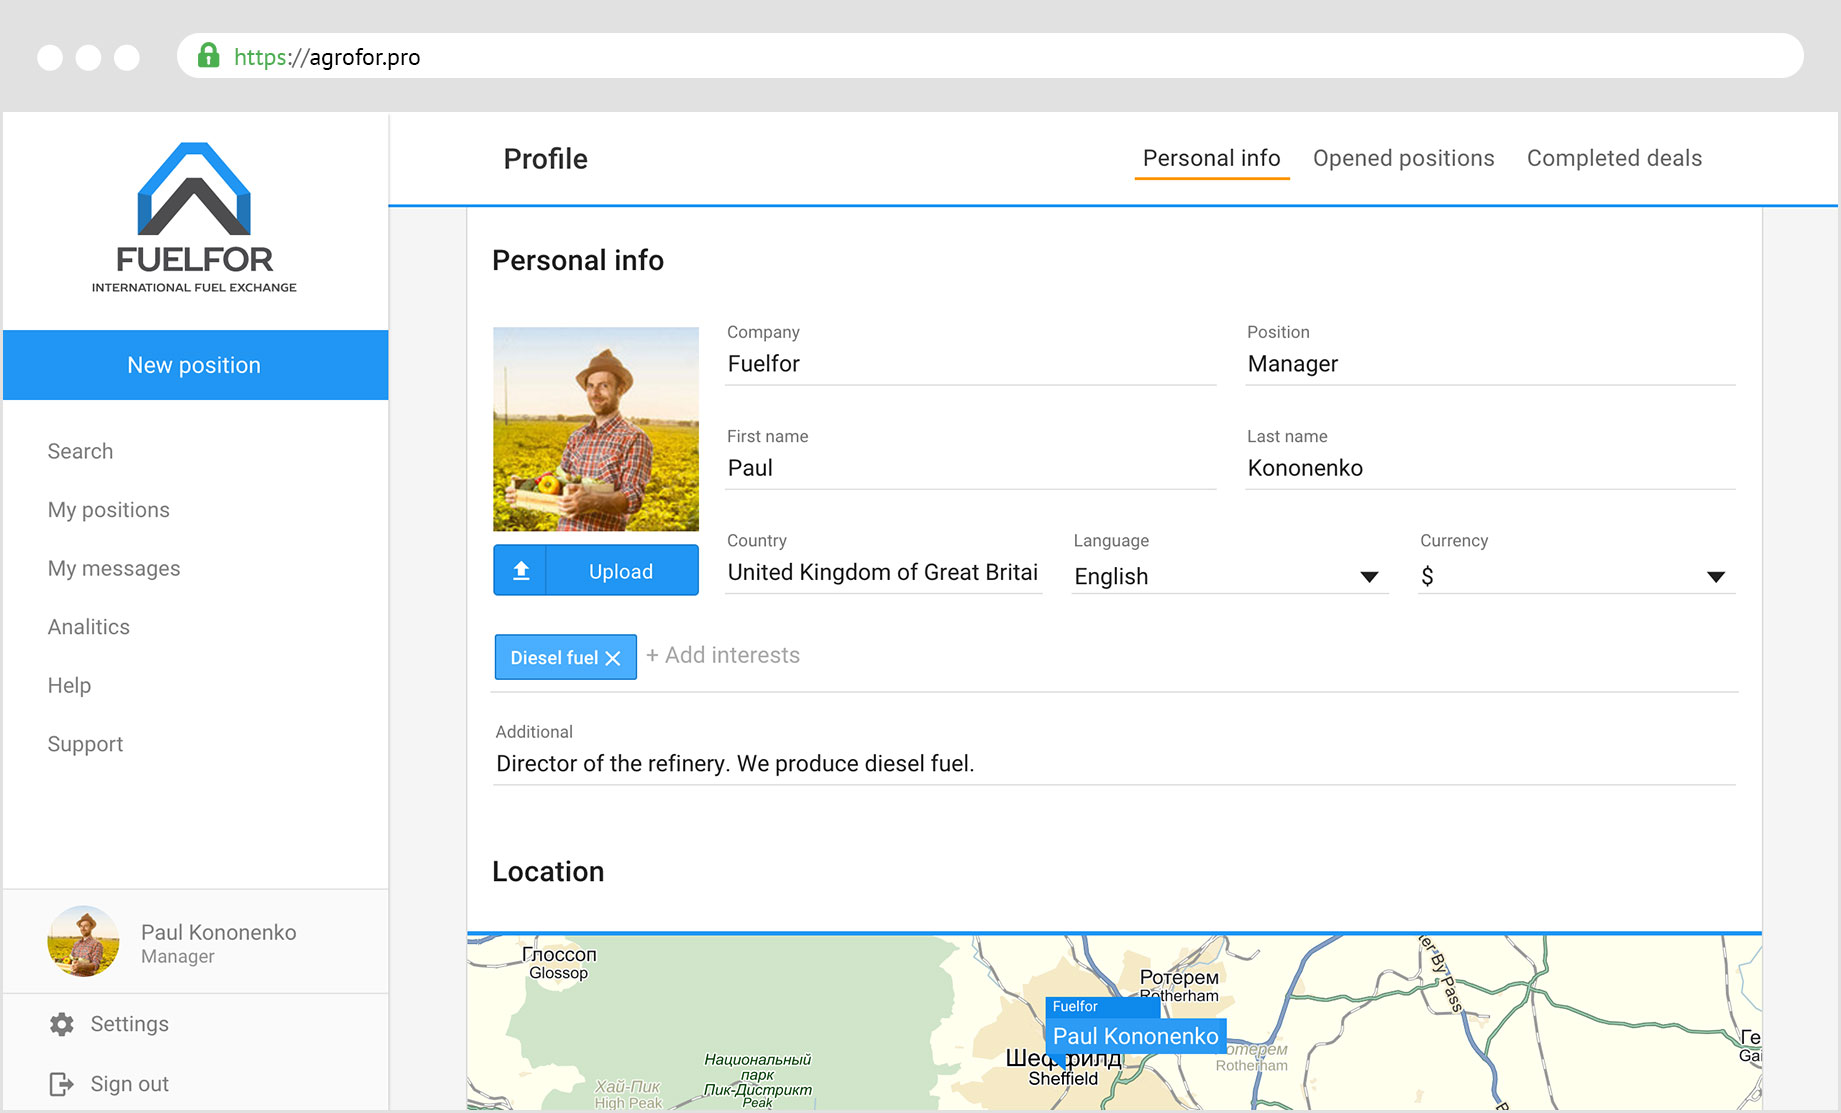 https://agrofor.pro
FUELFOR
INTERNATIONAL FUEL EXCHANGE
New position
Search
My positions
My messages
Analitics
Help
Support
Paul Kononenko
Manager
Settings
Sign out
Profile
Personal info
Opened positions
Completed deals
Personal info
Company
Fuelfor
Position
Manager
First name
Paul
Last name
Kononenko
Upload
Country
United Kingdom of Great Britai
Language
English
Currency
$
Diesel fuel
+ Add interests
Additional
Director of the refinery. We produce diesel fuel.
Location
Глоссоп
Glossop
Ротерем
Rotherham
Fuelfor
Paul Kononenko
Шеффилд
Sheffield
Rotherham
By Pass
Национальный
парк
Пик-Дистрикт
Peak
Хай-Пик
High Peak